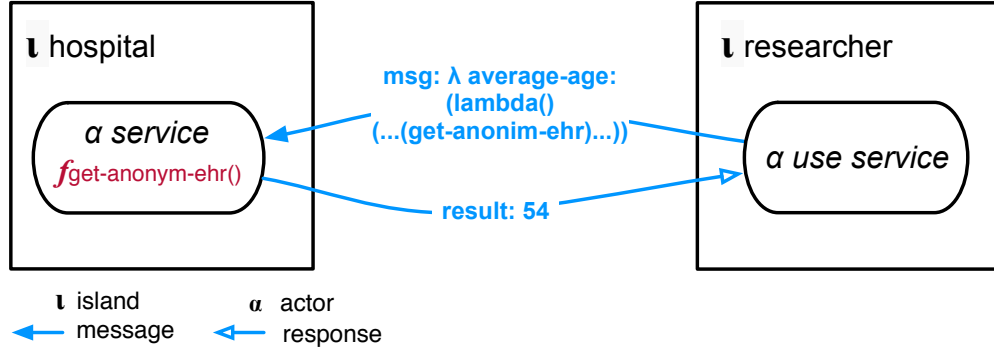 ɩ hospital
α service
fget-anonym-ehr()
msg: λ average-age:
(lambda()
(...(get-anonim-ehr)...))
result: 54
ɩ researcher
α use service
ɩ island
α actor
message
response